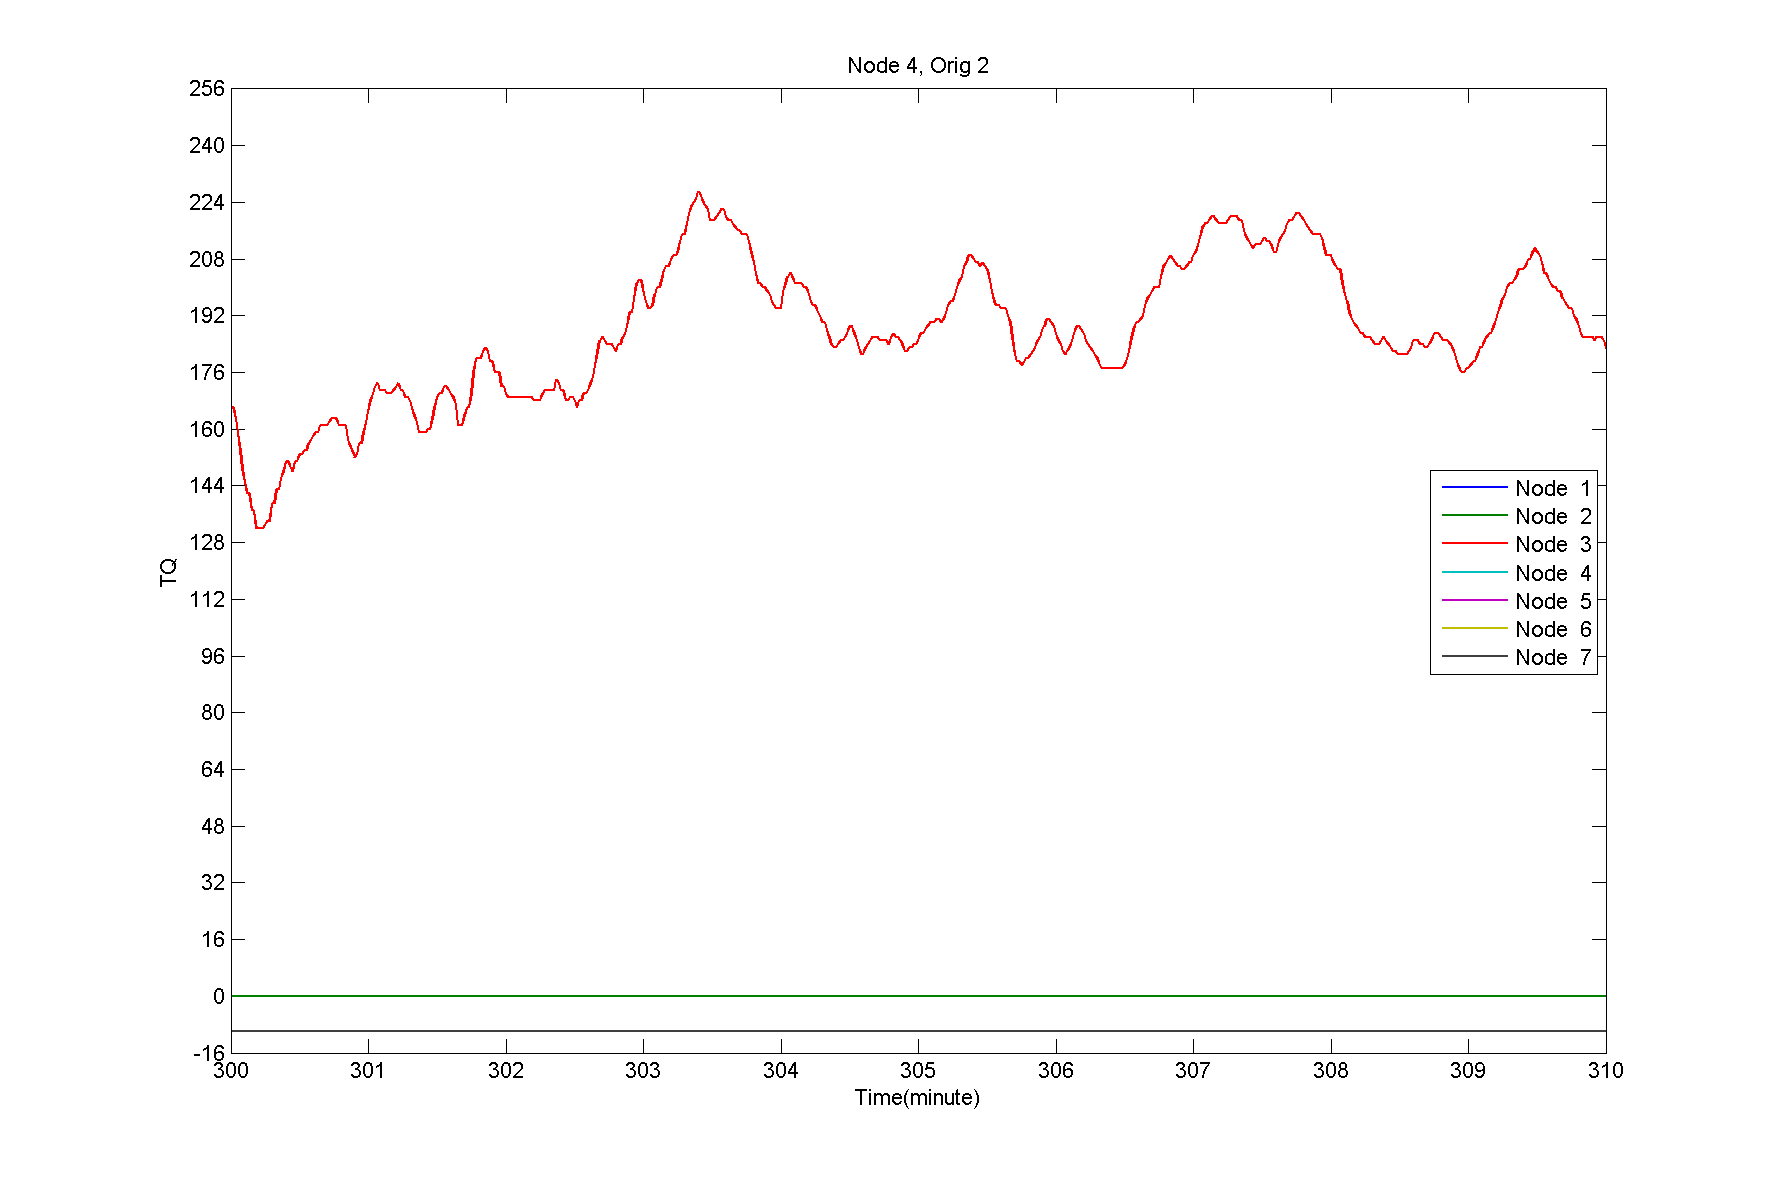 Node 4, Orig 2
256
240
224
208
192
176
160
144
128
112
96
80
64
48
32
16
0
-16
TQ
Node 1
Node 2
Node 3
Node 4
Node 5
Node 6
Node 7
300 301 302 303 304 305 306 307 308 309 310
Time(minute)